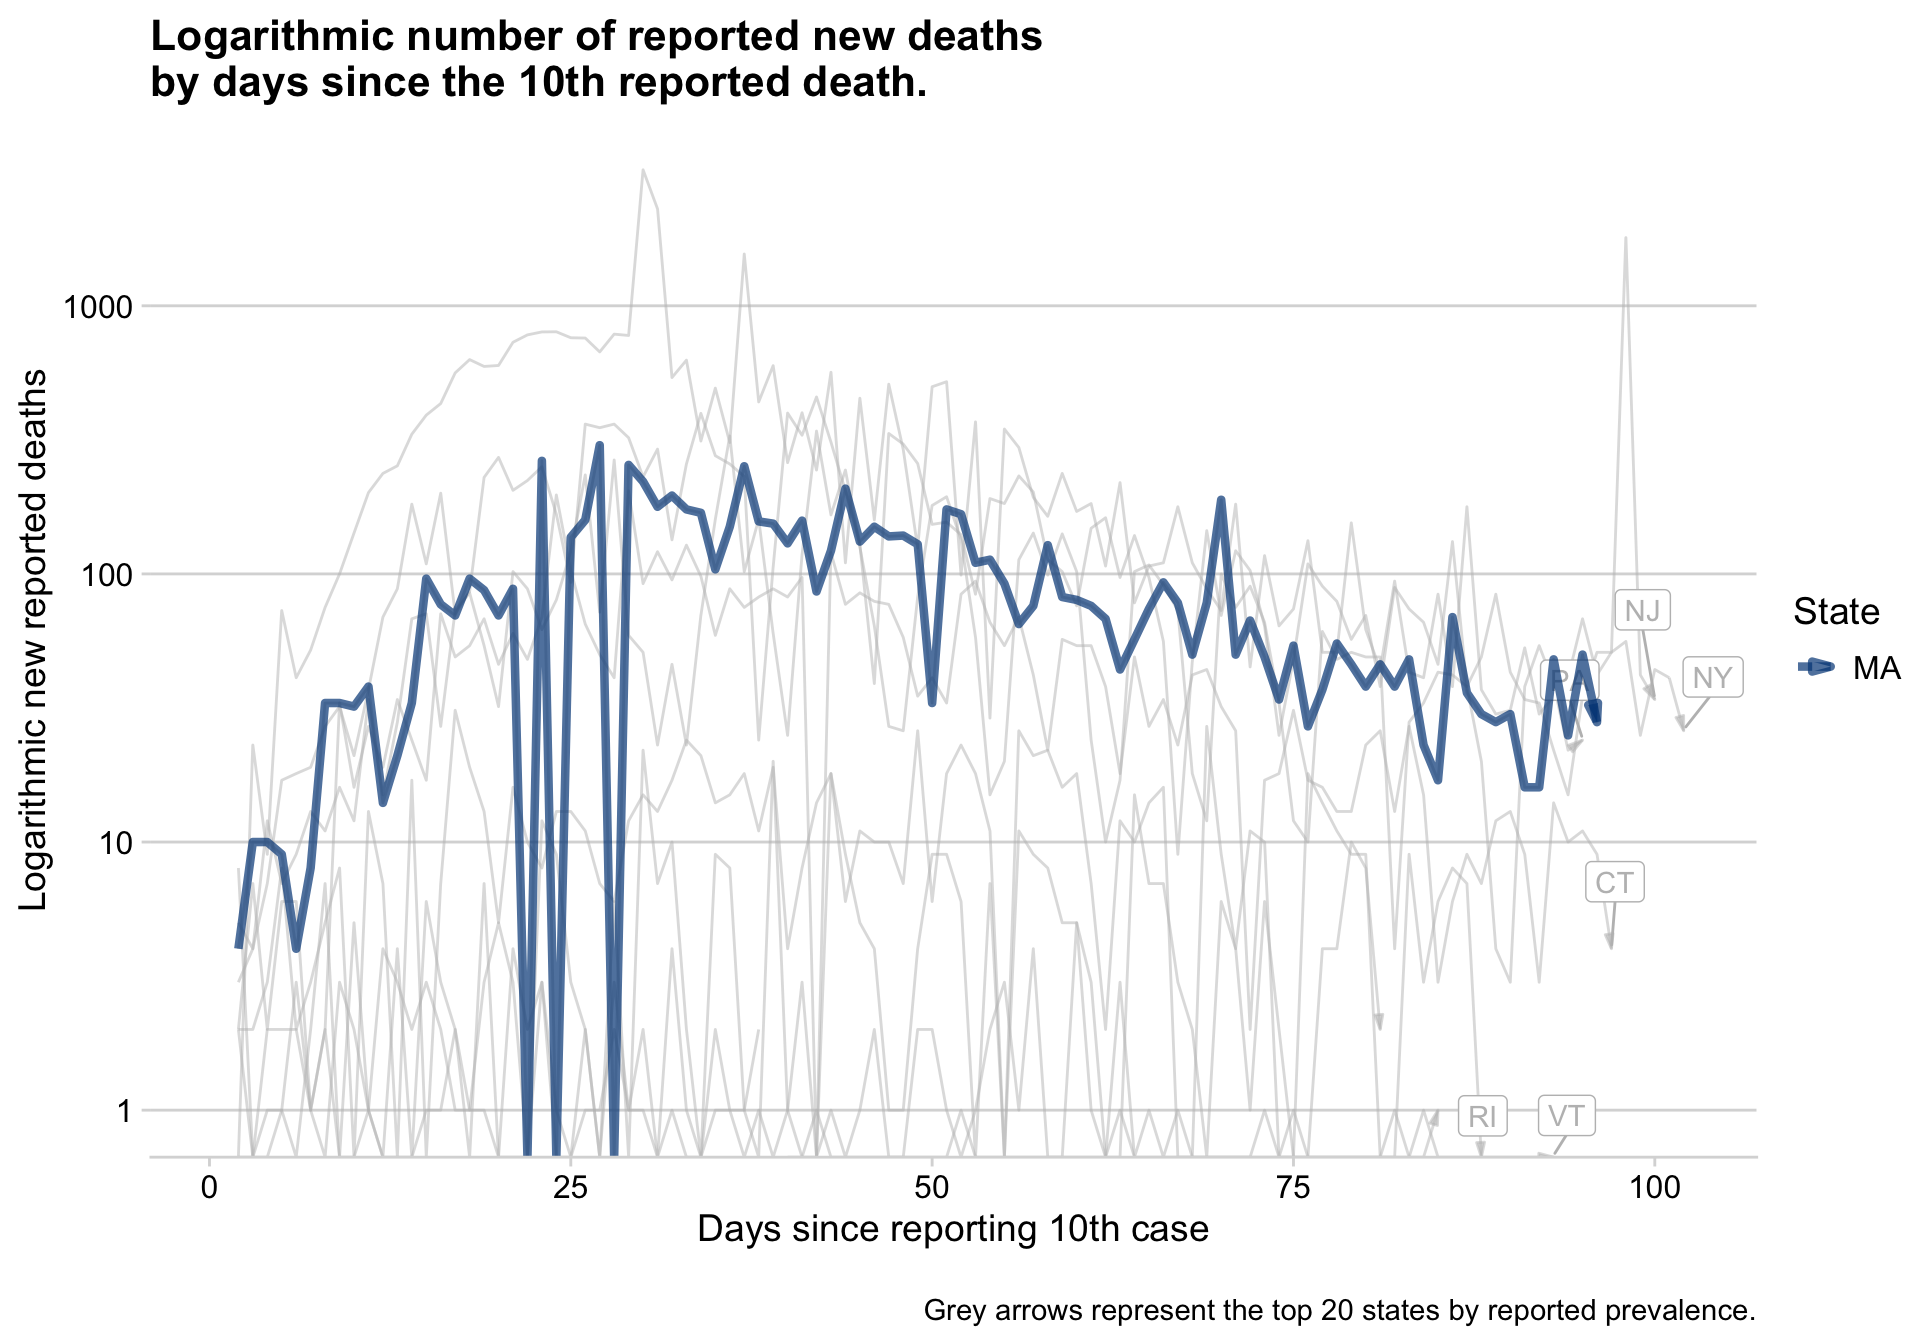 Logarithmic number of reported new deaths
by days since the 10th reported death.
Logarithmic new reported deaths
1000
100
10
1
NJ
PA
NY
CT
RI
VT
State
MA
0
25
50
75
100
Days since reporting 10th case
Grey arrows represent the top 20 states by reported prevalence.